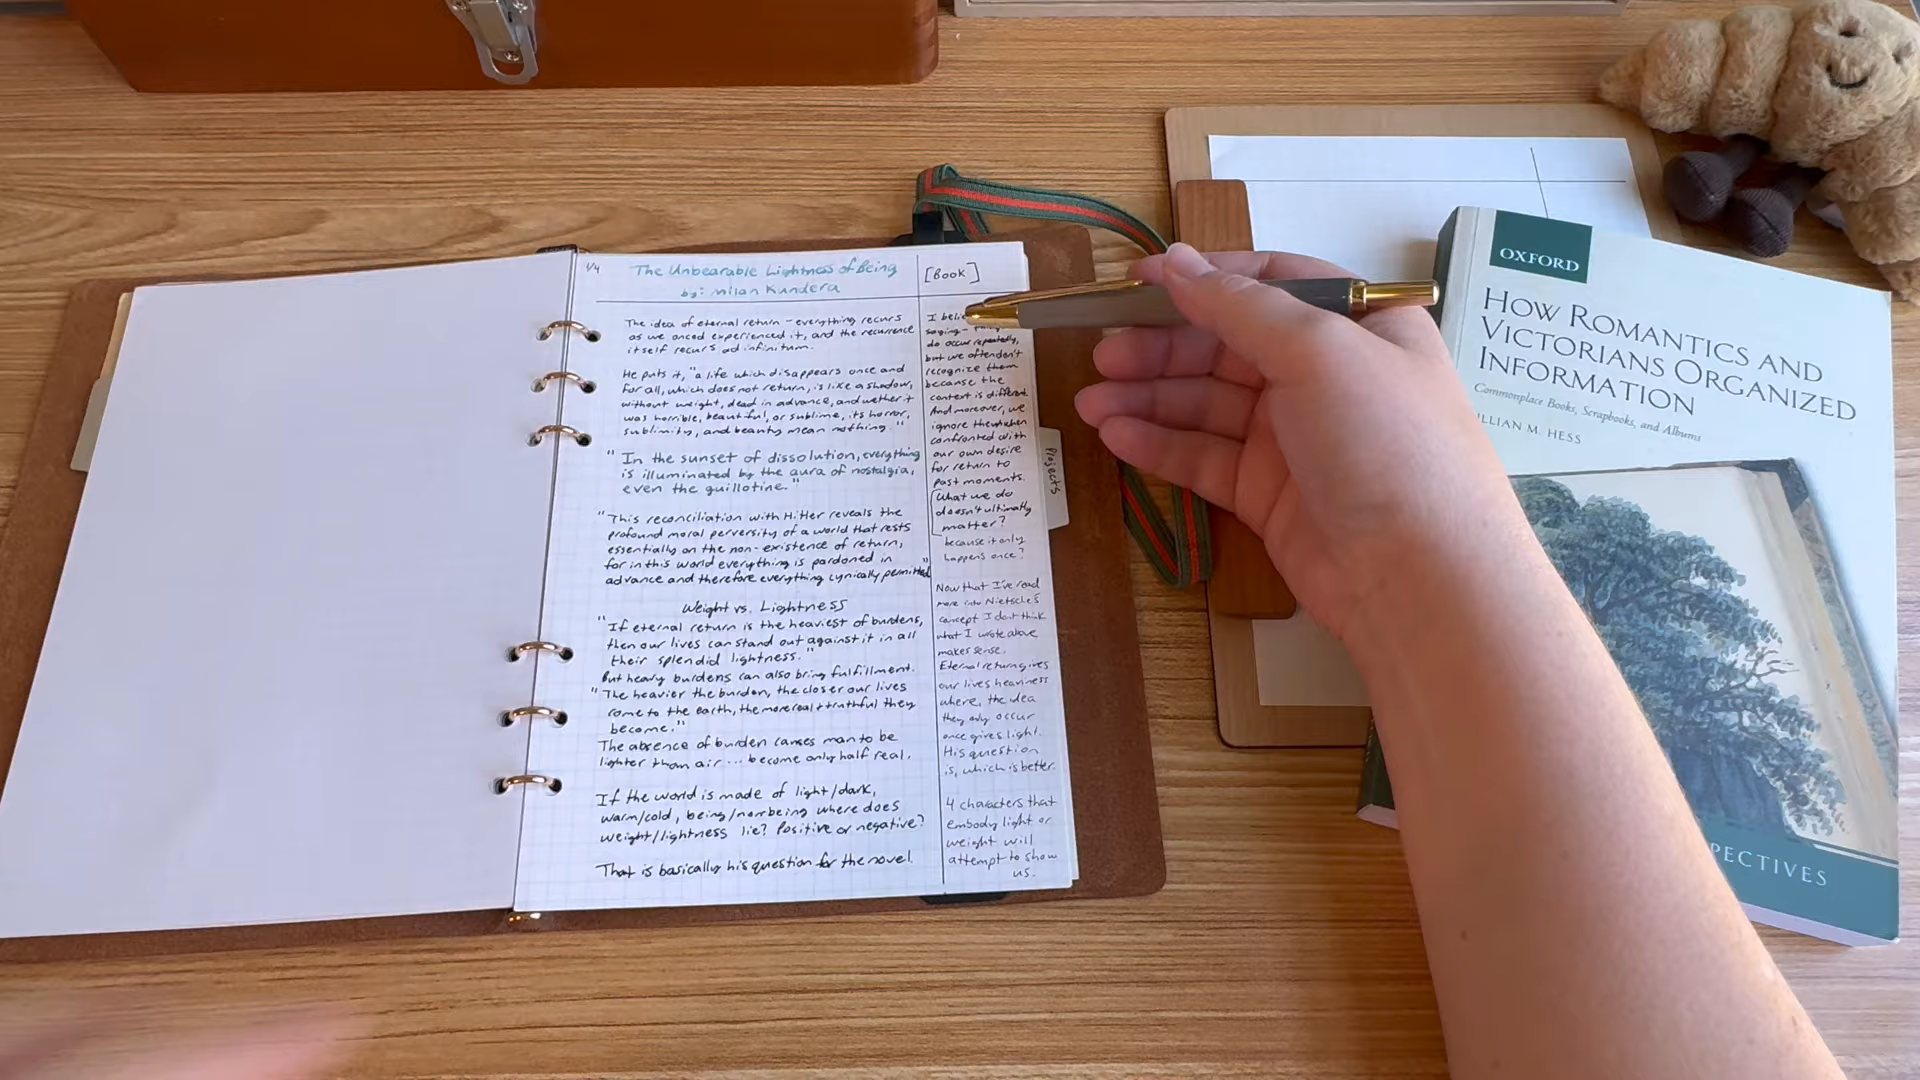 1/4
The Unbearable Lightness of Being
by: Milan Kundera
[Book]
The idea of eternal return - everything recurs
as we onced experienced it, and the recurrence
itself recurs ad infinitum.
He puts it, "a life which disappears once and
for all, which does not return, is like a shadow,
without weight, dead in advance, and wether it
was horrible, beautiful, or sublime, its horror,
sublimity, and beauty mean nothing."
"In the sunset of dissolution, everything
is illuminated by the aura of nostalgia,
even the guillotine."
"This reconciliation with Hitler reveals the
profound moral perversity of a world that rests
essentially on the non-existence of return,
for in this world everything is pardoned in
advance and therefore everything cynically permitted"
Weight vs. Lightness
"If eternal return is the heaviest of burdens,
then our lives can stand out against it in all
their splendid lightness."
But heavy burdens can also bring fulfillment.
"The heavier the burden, the closer our lives
come to the earth, the more real + truthful they
become."
The absence of burden causes man to be
lighter than air ... become only half real.
If the world is made of light/dark,
warm/cold, being/nonbeing where does
weight/lightness lie? Positive or negative?
That is basically his question for the novel.
I
saying -
do occur repeatedly,
but we often don't
recognize them
because the
context is different.
And moreover, we
ignore them when
confronted with
our own desire
for return to
past moments.
[What we do
doesn't ultimatly
matter?
because it only
happens once?
Now that I've read
more into Nietsche's
concept I dont think
what I wrote above
makes sense.
Eternal return gives
our lives heaviness
where, the idea
they only occur
once gives light.
His question
is, which is better.
4 characters that
embody light or
weight will
attempt to show
us.
Projects
OXFORD
HOW ROMANTICS AND
VICTORIANS ORGANIZED
INFORMATION
Commonplace Books, Scrapbooks, and Albums
ILLIAN M. HESS
PECTIVES